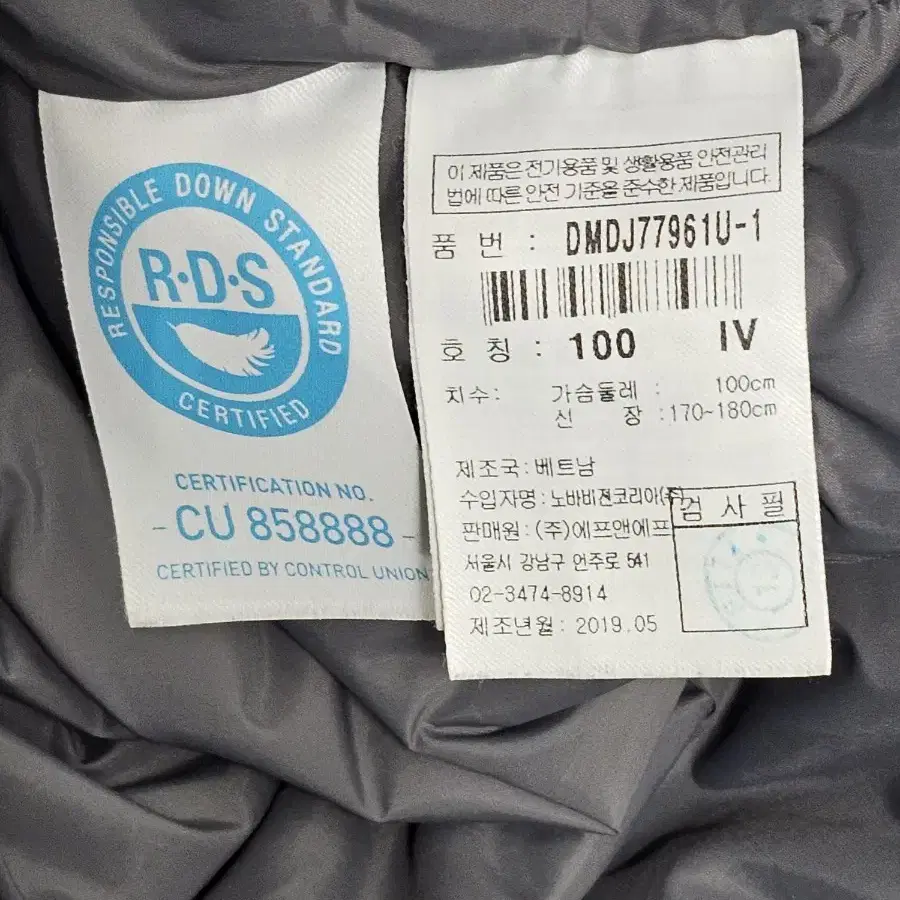 RESPONSIBLE DOWN STANDARD
R·D·S
CERTIFIED
CERTIFICATION NO.
- CU 858888 -
CERTIFIED BY CONTROL UNION
이 제품은 전기용품 및 생활용품 안전관리
법에 따른 안전 기준을 준수한 제품입니다.
품 번 : DMDJ77961U-1
호 칭 : 100 IV
치수: 가슴둘레 : 100cm
신 장 :170~180cm
제조국: 베트남
수입자명: 노바비젼코리아(주)
판매원: (주)에프앤에프
서울시 강남구 언주로 541
02-3474-8914
제조년월: 2019.05
검 사 필